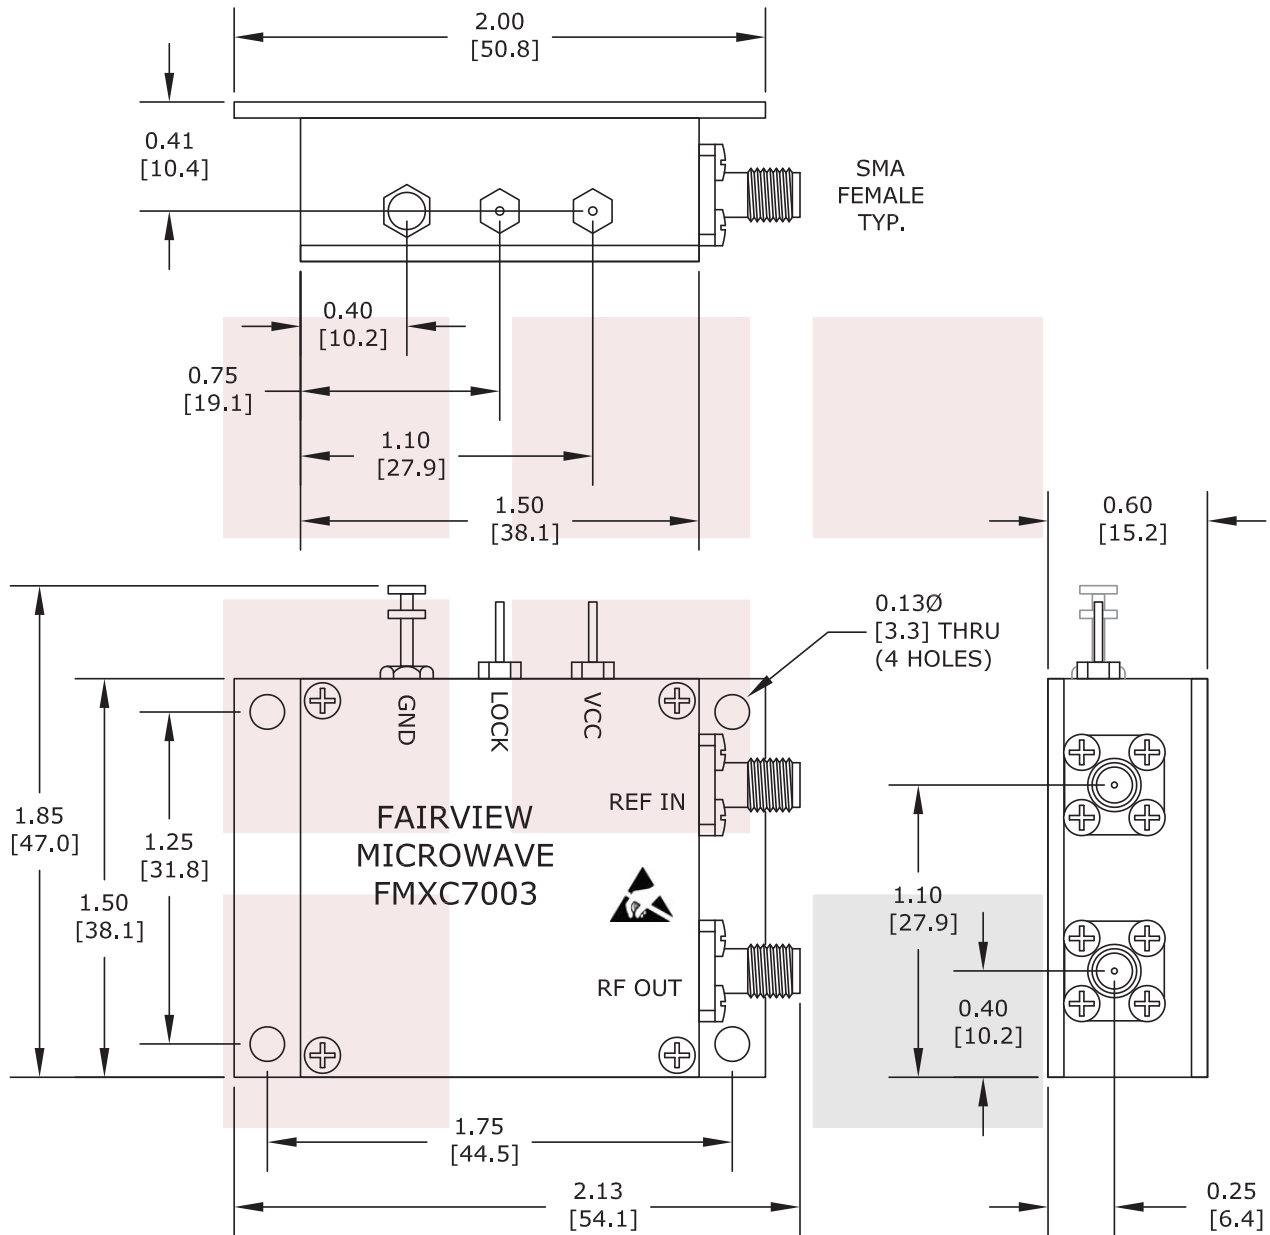 2.00
[50.8]
0.41
[10.4]
SMA
FEMALE
TYP.
0.40
[10.2]
0.75
[19.1]
1.10
[27.9]
1.50
[38.1]
0.60
[15.2]
0.13Ø
[3.3] THRU
(4 HOLES)
GND
LOCK
VCC
REF IN
1.85
[47.0]
1.25
[31.8]
FAIRVIEW
MICROWAVE
FMXC7003
1.50
[38.1]
1.10
[27.9]
RF OUT
0.40
[10.2]
1.75
[44.5]
2.13
[54.1]
0.25
[6.4]